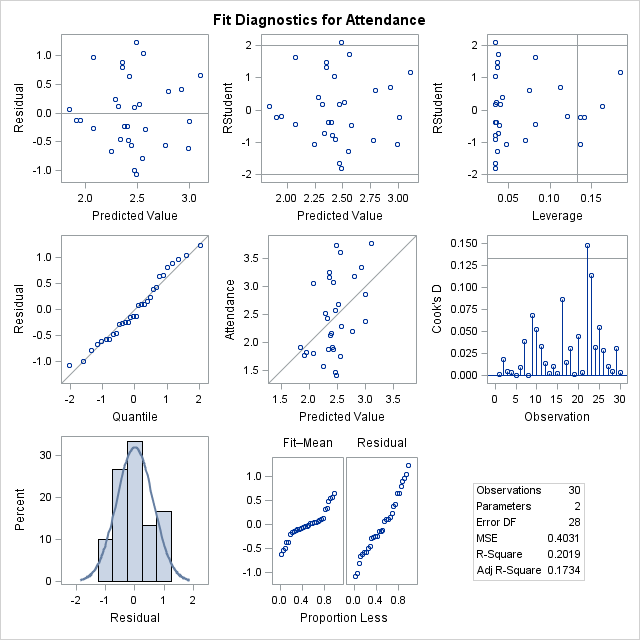 Fit Diagnostics for Attendance
Residual
1.0
0.5
0.0
-0.5
-1.0
2.0 2.5 3.0
Predicted Value
RStudent
2
1
0
-1
-2
2.00 2.25 2.50 2.75 3.00
Predicted Value
RStudent
2
1
0
-1
-2
0.05 0.10 0.15
Leverage
Residual
1.0
0.0
-1.0
-2 -1 0 1 2
Quantile
Attendance
3.5
3.0
2.5
2.0
1.5
1.5 2.0 2.5 3.0 3.5
Predicted Value
Cook's D
0.150
0.125
0.100
0.075
0.050
0.025
0.000
0 5 10 15 20 25 30
Observation
Percent
30
20
10
0
-2 -1 0 1 2
Residual
Fit–Mean Residual
1.0
0.5
0.0
-0.5
-1.0
0.0 0.4 0.8 0.0 0.4 0.8
Proportion Less
Observations 30
Parameters 2
Error DF 28
MSE 0.4031
R-Square 0.2019
Adj R-Square 0.1734